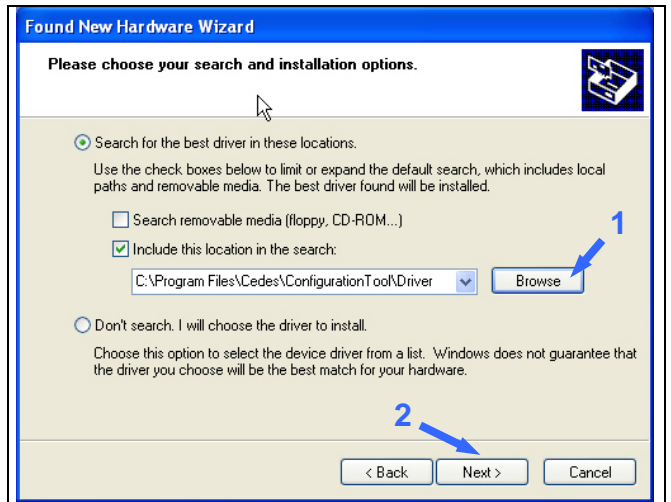 Found New Hardware Wizard
Please choose your search and installation options.
Search for the best driver in these locations.
Use the check boxes below to limit or expand the default search, which includes local
paths and removable media. The best driver found will be installed.
Search removable media (floppy, CD-ROM...)
1
Include this location in the search:
C:\Program Files\Cedes\ConfigurationTool\Driver
Browse
Don't search. I will choose the driver to install.
Choose this option to select the device driver from a list. Windows does not guarantee that
the driver you choose will be the best match for your hardware.
2
< Back
Next >
Cancel